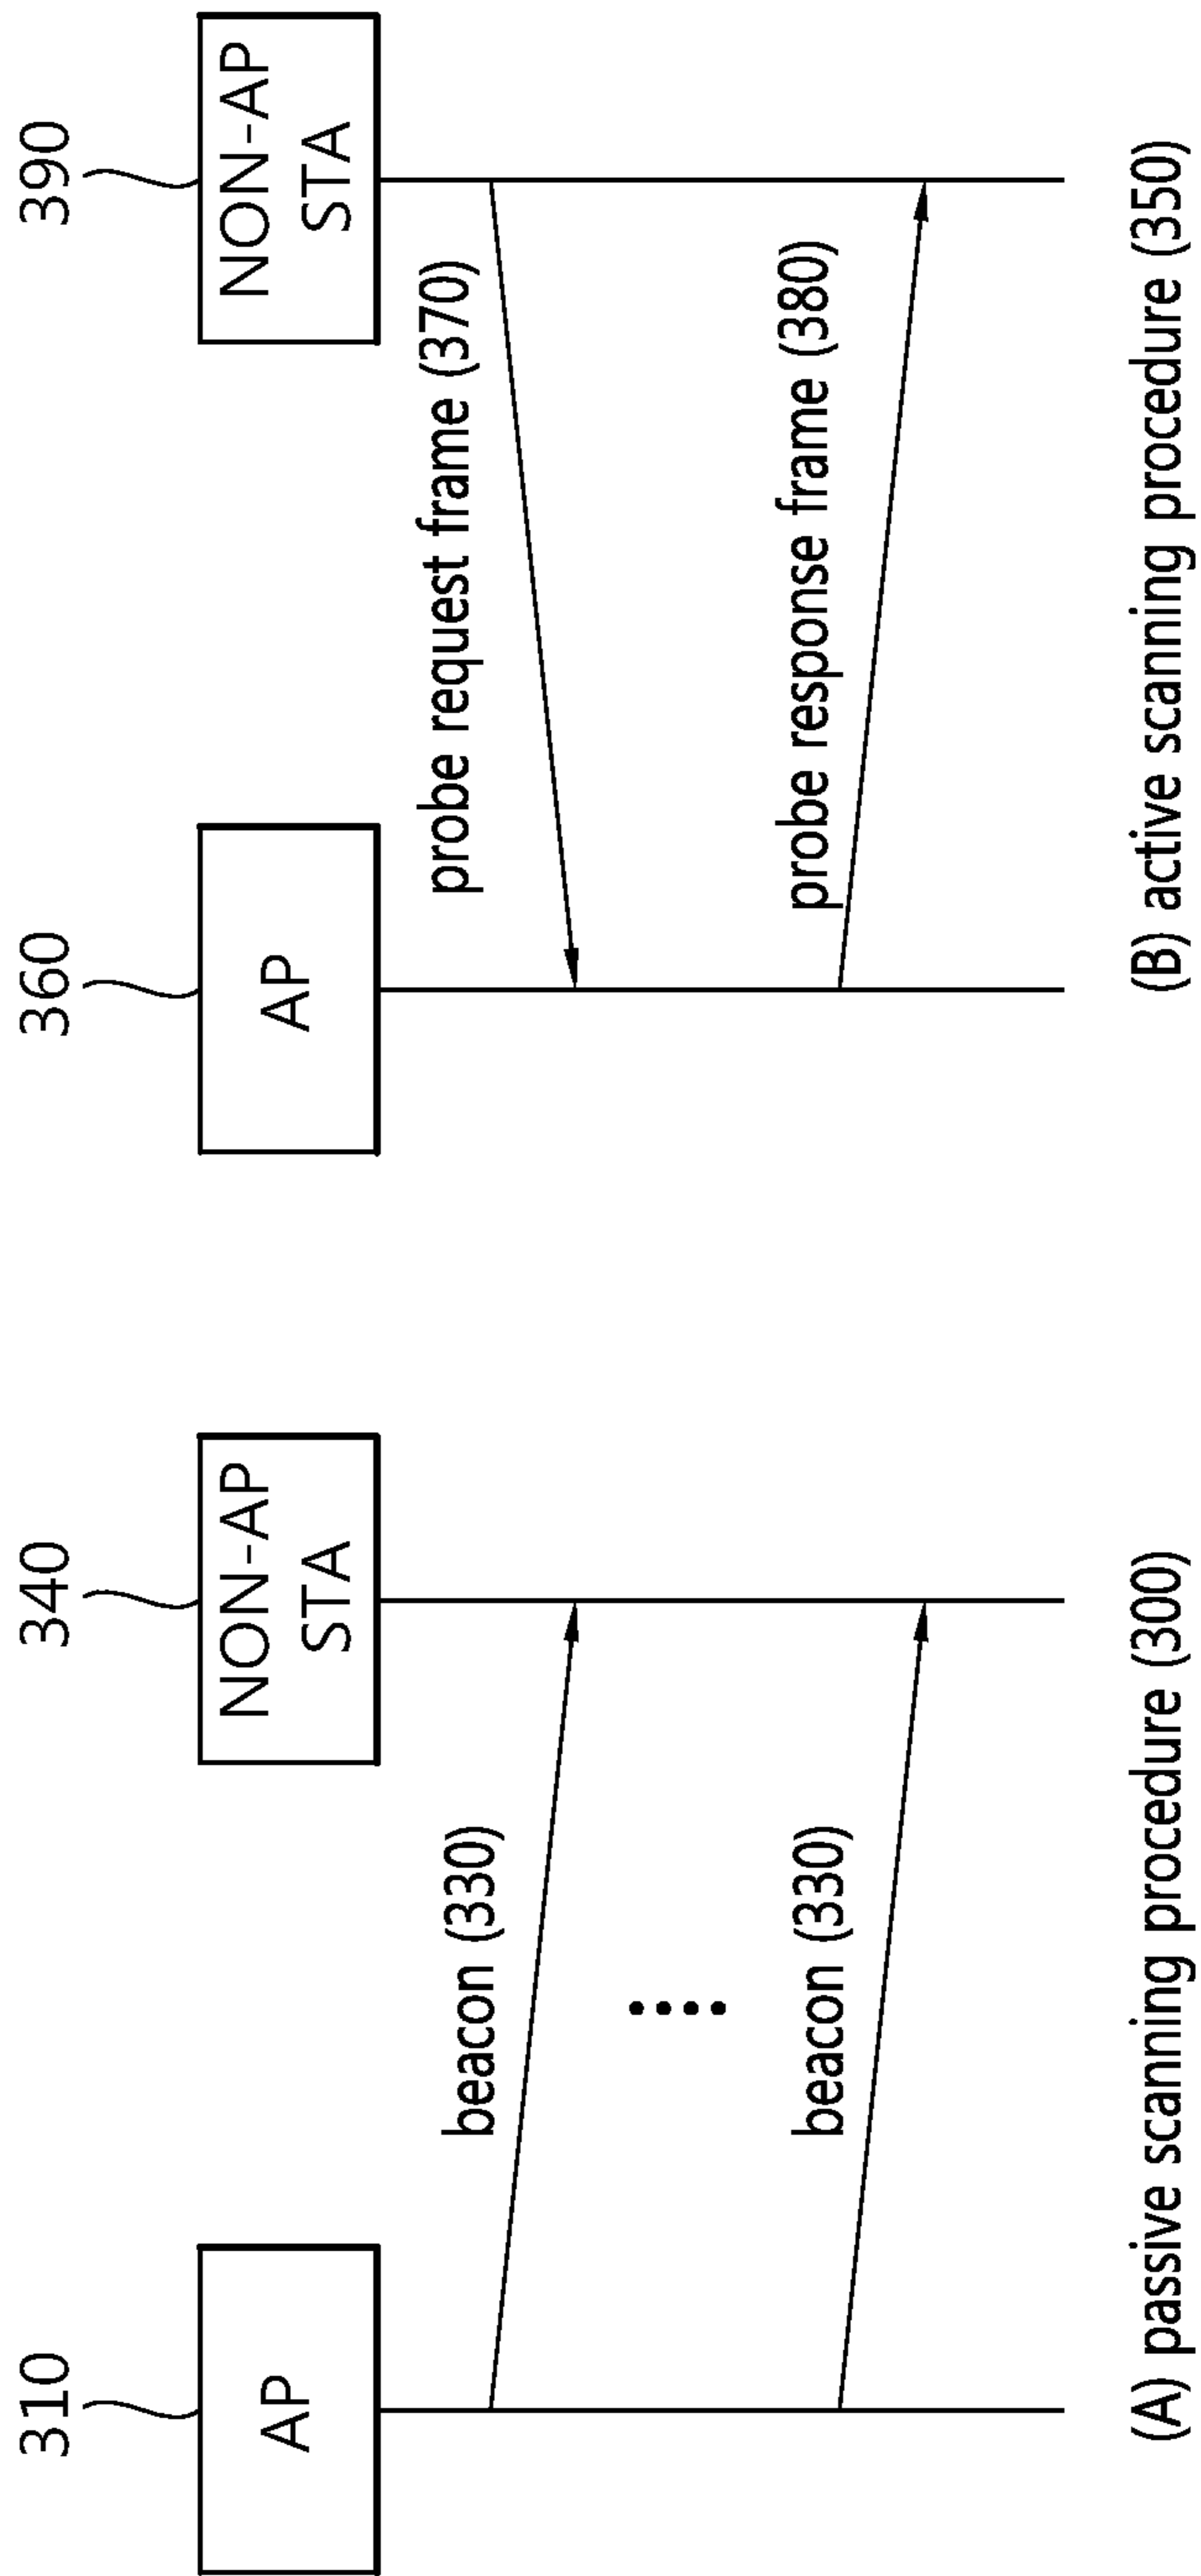 310
AP
340
NON-AP
STA
beacon (330)
beacon (330)
(A) passive scanning procedure (300)
360
AP
390
NON-AP
STA
probe request frame (370)
probe response frame (380)
(B) active scanning procedure (350)